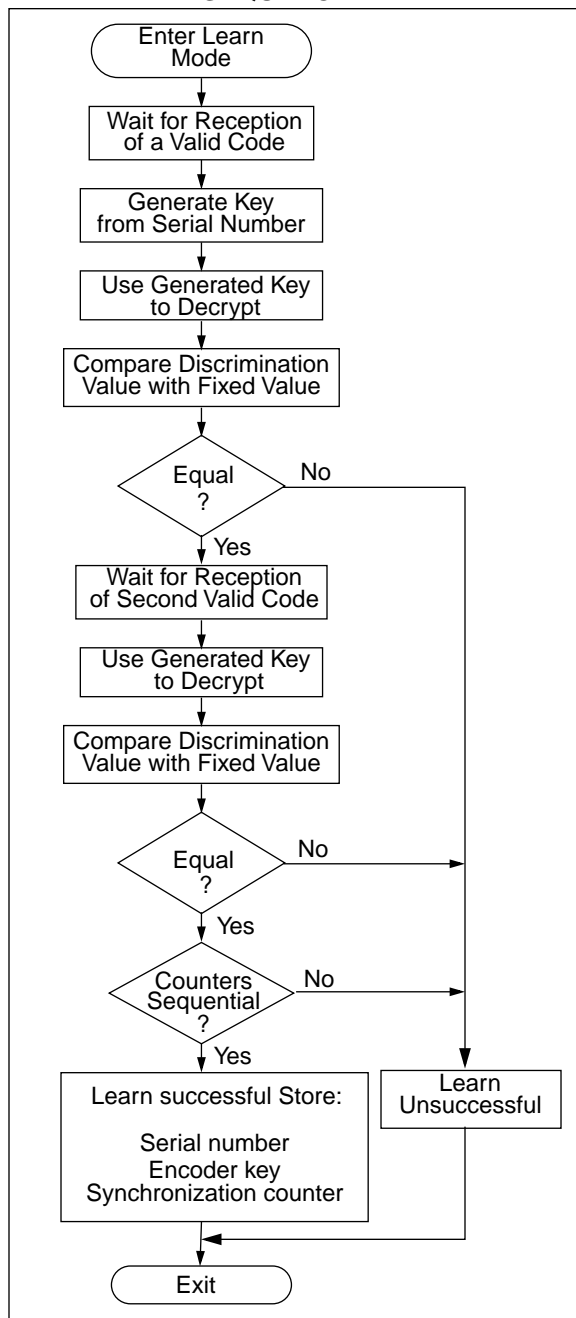 Enter Learn
Mode
Wait for Reception
of a Valid Code
Generate Key
from Serial Number
Use Generated Key
to Decrypt
Compare Discrimination
Value with Fixed Value
Equal
?
No
Yes
Wait for Reception
of Second Valid Code
Use Generated Key
to Decrypt
Compare Discrimination
Value with Fixed Value
Equal
?
No
Yes
Counters
Sequential
?
No
Yes
Learn successful Store:
Serial number
Encoder key
Synchronization counter
Learn
Unsuccessful
Exit